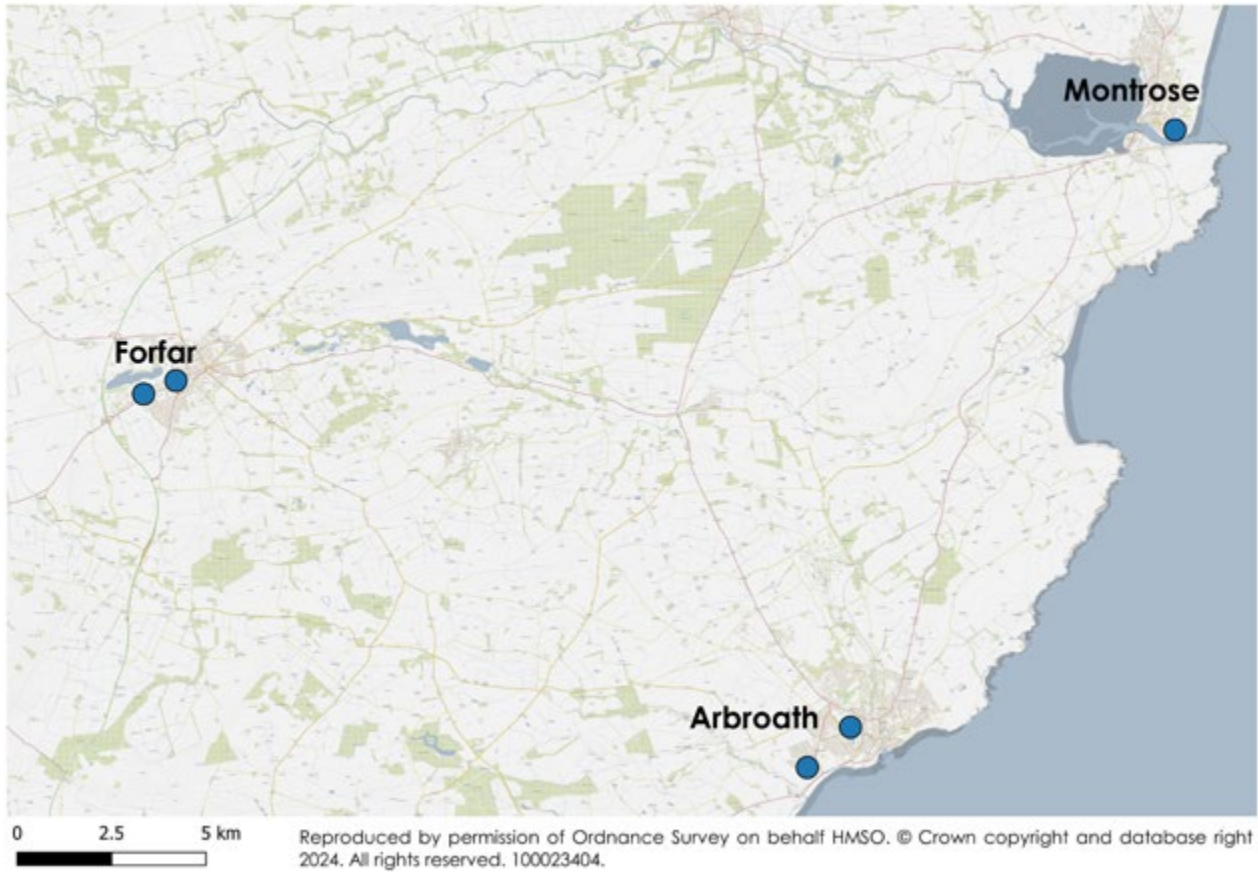 Montrose
Forfar
Arbroath
0 2.5 5 km
Reproduced by permission of Ordnance Survey on behalf HMSO. © Crown copyright and database right
2024. All rights reserved. 100023404.